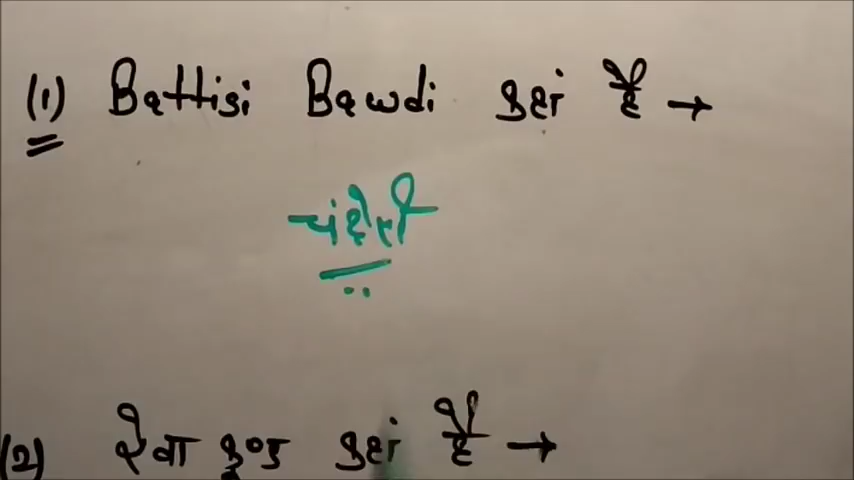 (1) Battisi Bawdi कहां है →
चंदेरी
(2) रेवा कुण्ड कहां है →